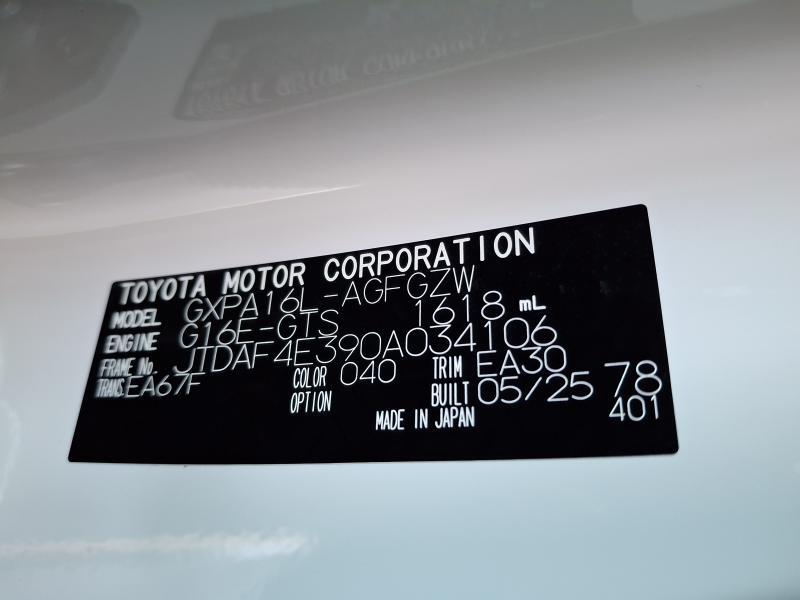 TOYOTA MOTOR CORPORATION
MODEL GXPA16L-AGFGZW
ENGINE G16E-GTS 1618 mL
FRAME No. JTDAF4E390A034106
TRANS. EA67F COLOR 040 TRIM EA30
OPTION BUILT 05/25 78
MADE IN JAPAN 401